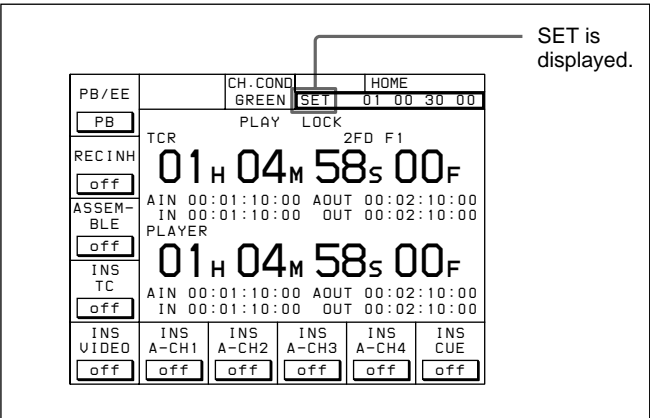 SET is
displayed.
PB/EE
PB
CH.COND
GREEN
HOME
SET 01 00 30 00
PLAY LOCK
TCR 2FD F1
01H 04M 58S 00F
AIN 00:01:10:00 AOUT 00:02:10:00
IN 00:01:10:00 OUT 00:02:10:00
PLAYER
01H 04M 58S 00F
AIN 00:01:10:00 AOUT 00:02:10:00
IN 00:01:10:00 OUT 00:02:10:00
RECINH
off
ASSEM-
BLE
off
INS
TC
off
INS
VIDEO
off
INS
A-CH1
off
INS
A-CH2
off
INS
A-CH3
off
INS
A-CH4
off
INS
CUE
off